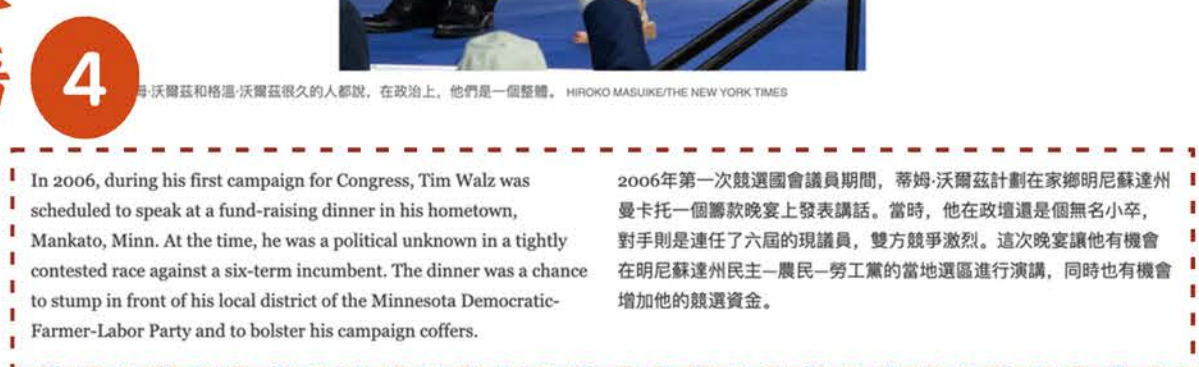 4
姆·沃爾茲和格溫·沃爾茲很久的人都說，在政治上，他們是一個整體。 HIROKO MASUIKE/THE NEW YORK TIMES
In 2006, during his first campaign for Congress, Tim Walz was
scheduled to speak at a fund-raising dinner in his hometown,
Mankato, Minn. At the time, he was a political unknown in a tightly
contested race against a six-term incumbent. The dinner was a chance
to stump in front of his local district of the Minnesota Democratic-
Farmer-Labor Party and to bolster his campaign coffers.
2006年第一次競選國會議員期間，蒂姆·沃爾茲計劃在家鄉明尼蘇達州
曼卡托一個籌款晚宴上發表講話。當時，他在政壇還是個無名小卒，
對手則是連任了六屆的現議員，雙方競爭激烈。這次晚宴讓他有機會
在明尼蘇達州民主—農民—勞工黨的當地選區進行演講，同時也有機會
增加他的競選資金。